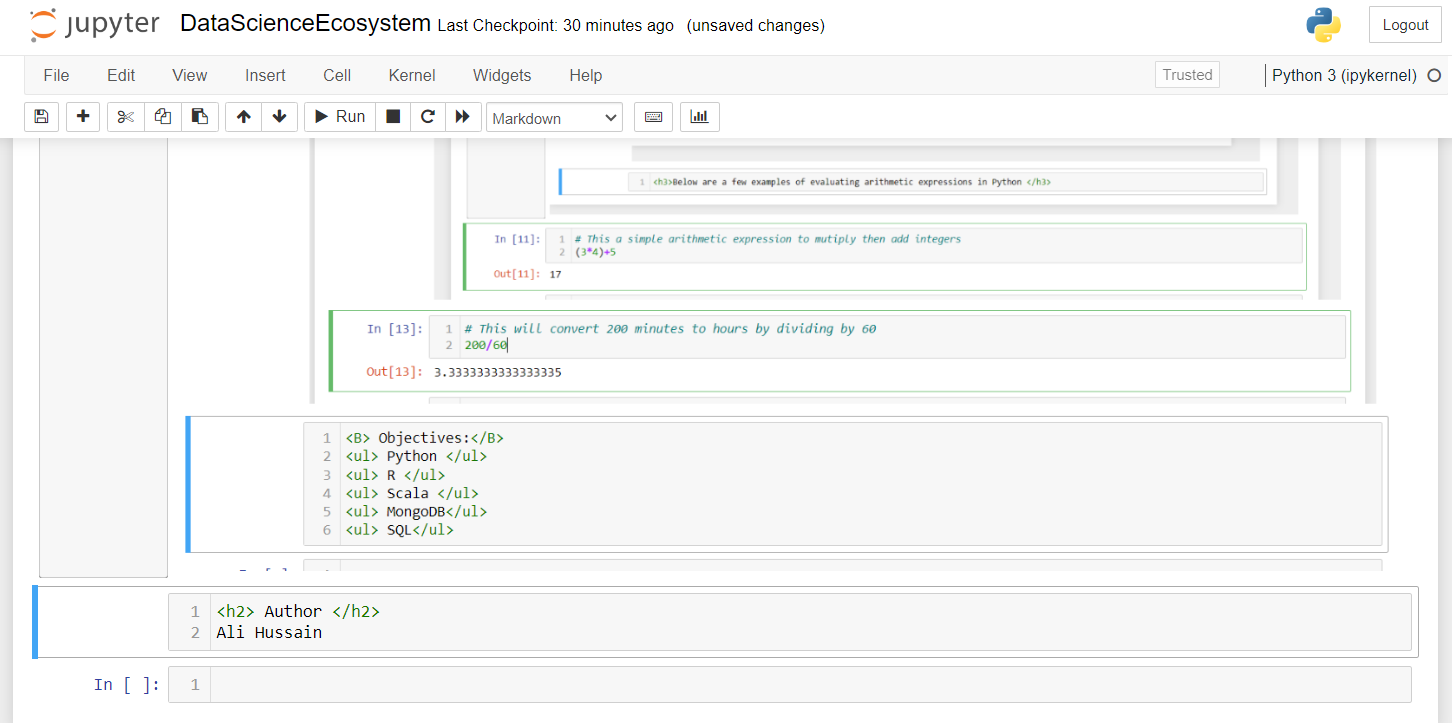 jupyter DataScienceEcosystem Last Checkpoint: 30 minutes ago (unsaved changes) Logout
File Edit View Insert Cell Kernel Widgets Help Trusted Python 3 (ipykernel)
Run Markdown
1 <h3>Below are a few examples of evaluating arithmetic expressions in Python </h3>
In [11]: 1 # This a simple arithmetic expression to mutiply then add integers
2 (3*4)+5
Out[11]: 17
In [13]: 1 # This will convert 200 minutes to hours by dividing by 60
2 200/60
Out[13]: 3.3333333333333335
1 <B> Objectives:</B>
2 <ul> Python </ul>
3 <ul> R </ul>
4 <ul> Scala </ul>
5 <ul> MongoDB</ul>
6 <ul> SQL</ul>
1 <h2> Author </h2>
2 Ali Hussain
In [ ]: 1